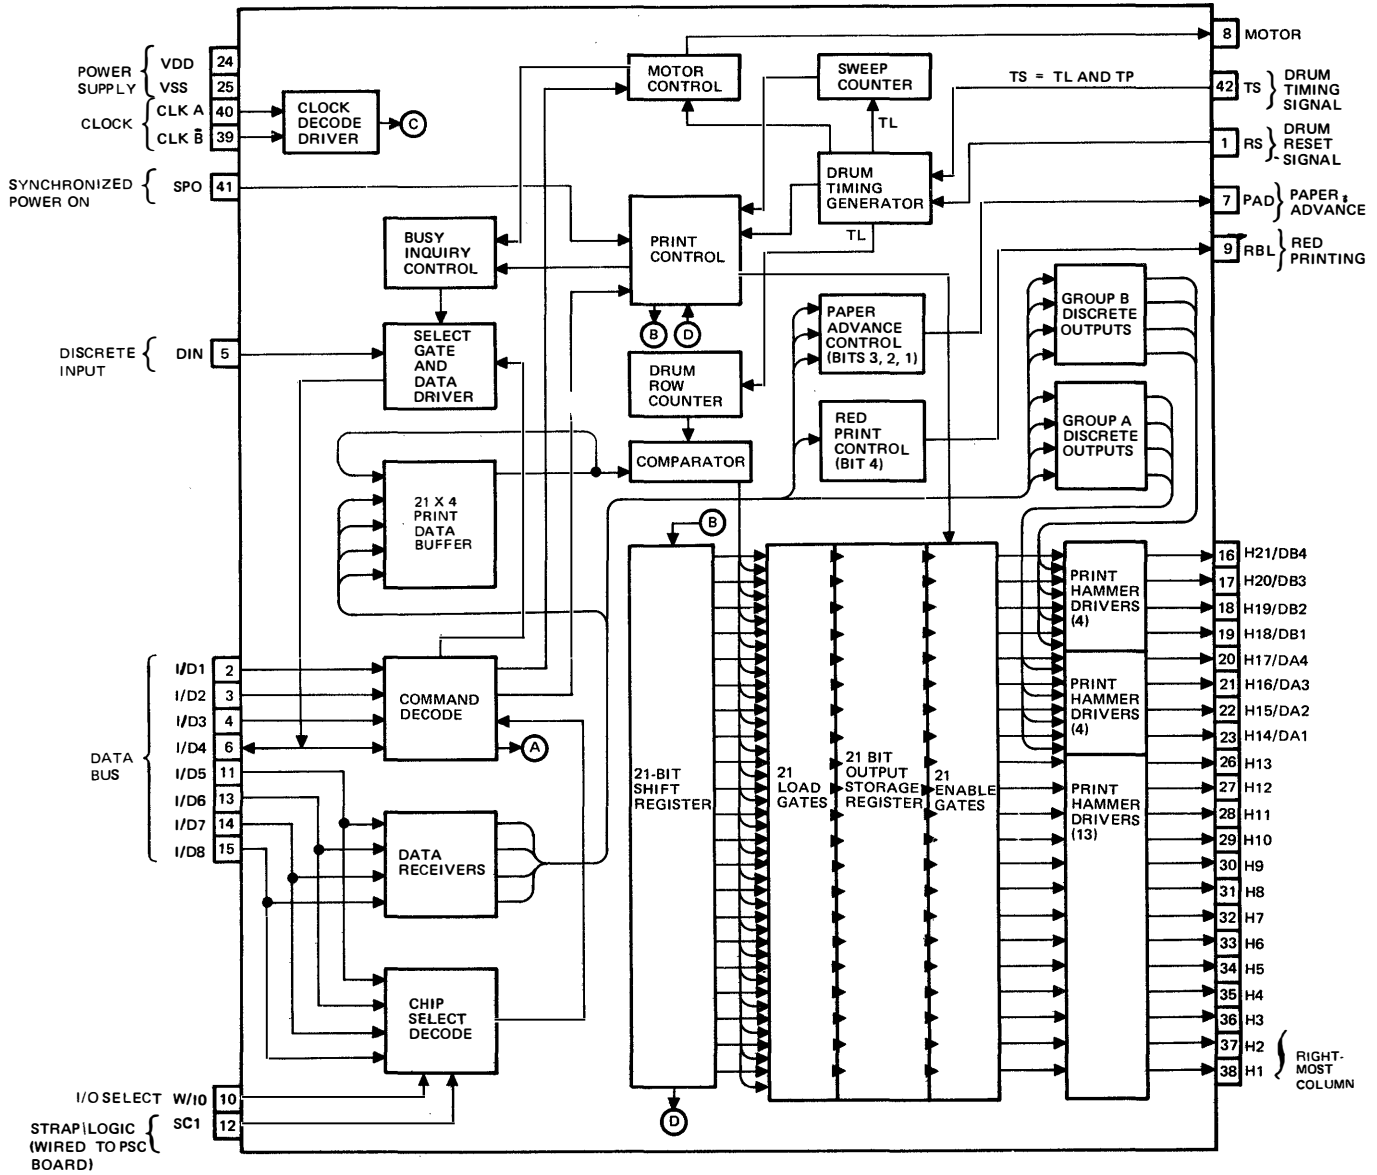 POWER
SUPPLY
VDD 24
VSS 25
CLOCK
CLK A 40
CLK B̄ 39
CLOCK
DECODE
DRIVER
C
SYNCHRONIZED
POWER ON
SPO 41
DISCRETE
INPUT
DIN 5
MOTOR
CONTROL
SWEEP
COUNTER
TL
TS = TL AND TP
8 MOTOR
42 TS
DRUM
TIMING
SIGNAL
1 RS
DRUM
RESET
SIGNAL
7 PAD
PAPER
ADVANCE
9 RBL
RED
PRINTING
DRUM
TIMING
GENERATOR
TL
BUSY
INQUIRY
CONTROL
PRINT
CONTROL
B
D
SELECT
GATE
AND
DATA
DRIVER
DRUM
ROW
COUNTER
COMPARATOR
PAPER
ADVANCE
CONTROL
(BITS 3, 2, 1)
RED
PRINT
CONTROL
(BIT 4)
GROUP B
DISCRETE
OUTPUTS
GROUP A
DISCRETE
OUTPUTS
21 X 4
PRINT
DATA
BUFFER
B
DATA
BUS
I/D1 2
I/D2 3
I/D3 4
I/D4 6
I/D5 11
I/D6 13
I/D7 14
I/D8 15
COMMAND
DECODE
A
DATA
RECEIVERS
CHIP
SELECT
DECODE
I/O SELECT W/I0 10
STRAP\LOGIC
(WIRED TO PSC
BOARD)
SC1 12
21-BIT
SHIFT
REGISTER
D
21
LOAD
GATES
21 BIT
OUTPUT
STORAGE
REGISTER
21
ENABLE
GATES
PRINT
HAMMER
DRIVERS
(4)
PRINT
HAMMER
DRIVERS
(4)
PRINT
HAMMER
DRIVERS
(13)
16 H21/DB4
17 H20/DB3
18 H19/DB2
19 H18/DB1
20 H17/DA4
21 H16/DA3
22 H15/DA2
23 H14/DA1
26 H13
27 H12
28 H11
29 H10
30 H9
31 H8
32 H7
33 H6
34 H5
35 H4
36 H3
37 H2
38 H1
RIGHT-
MOST
COLUMN